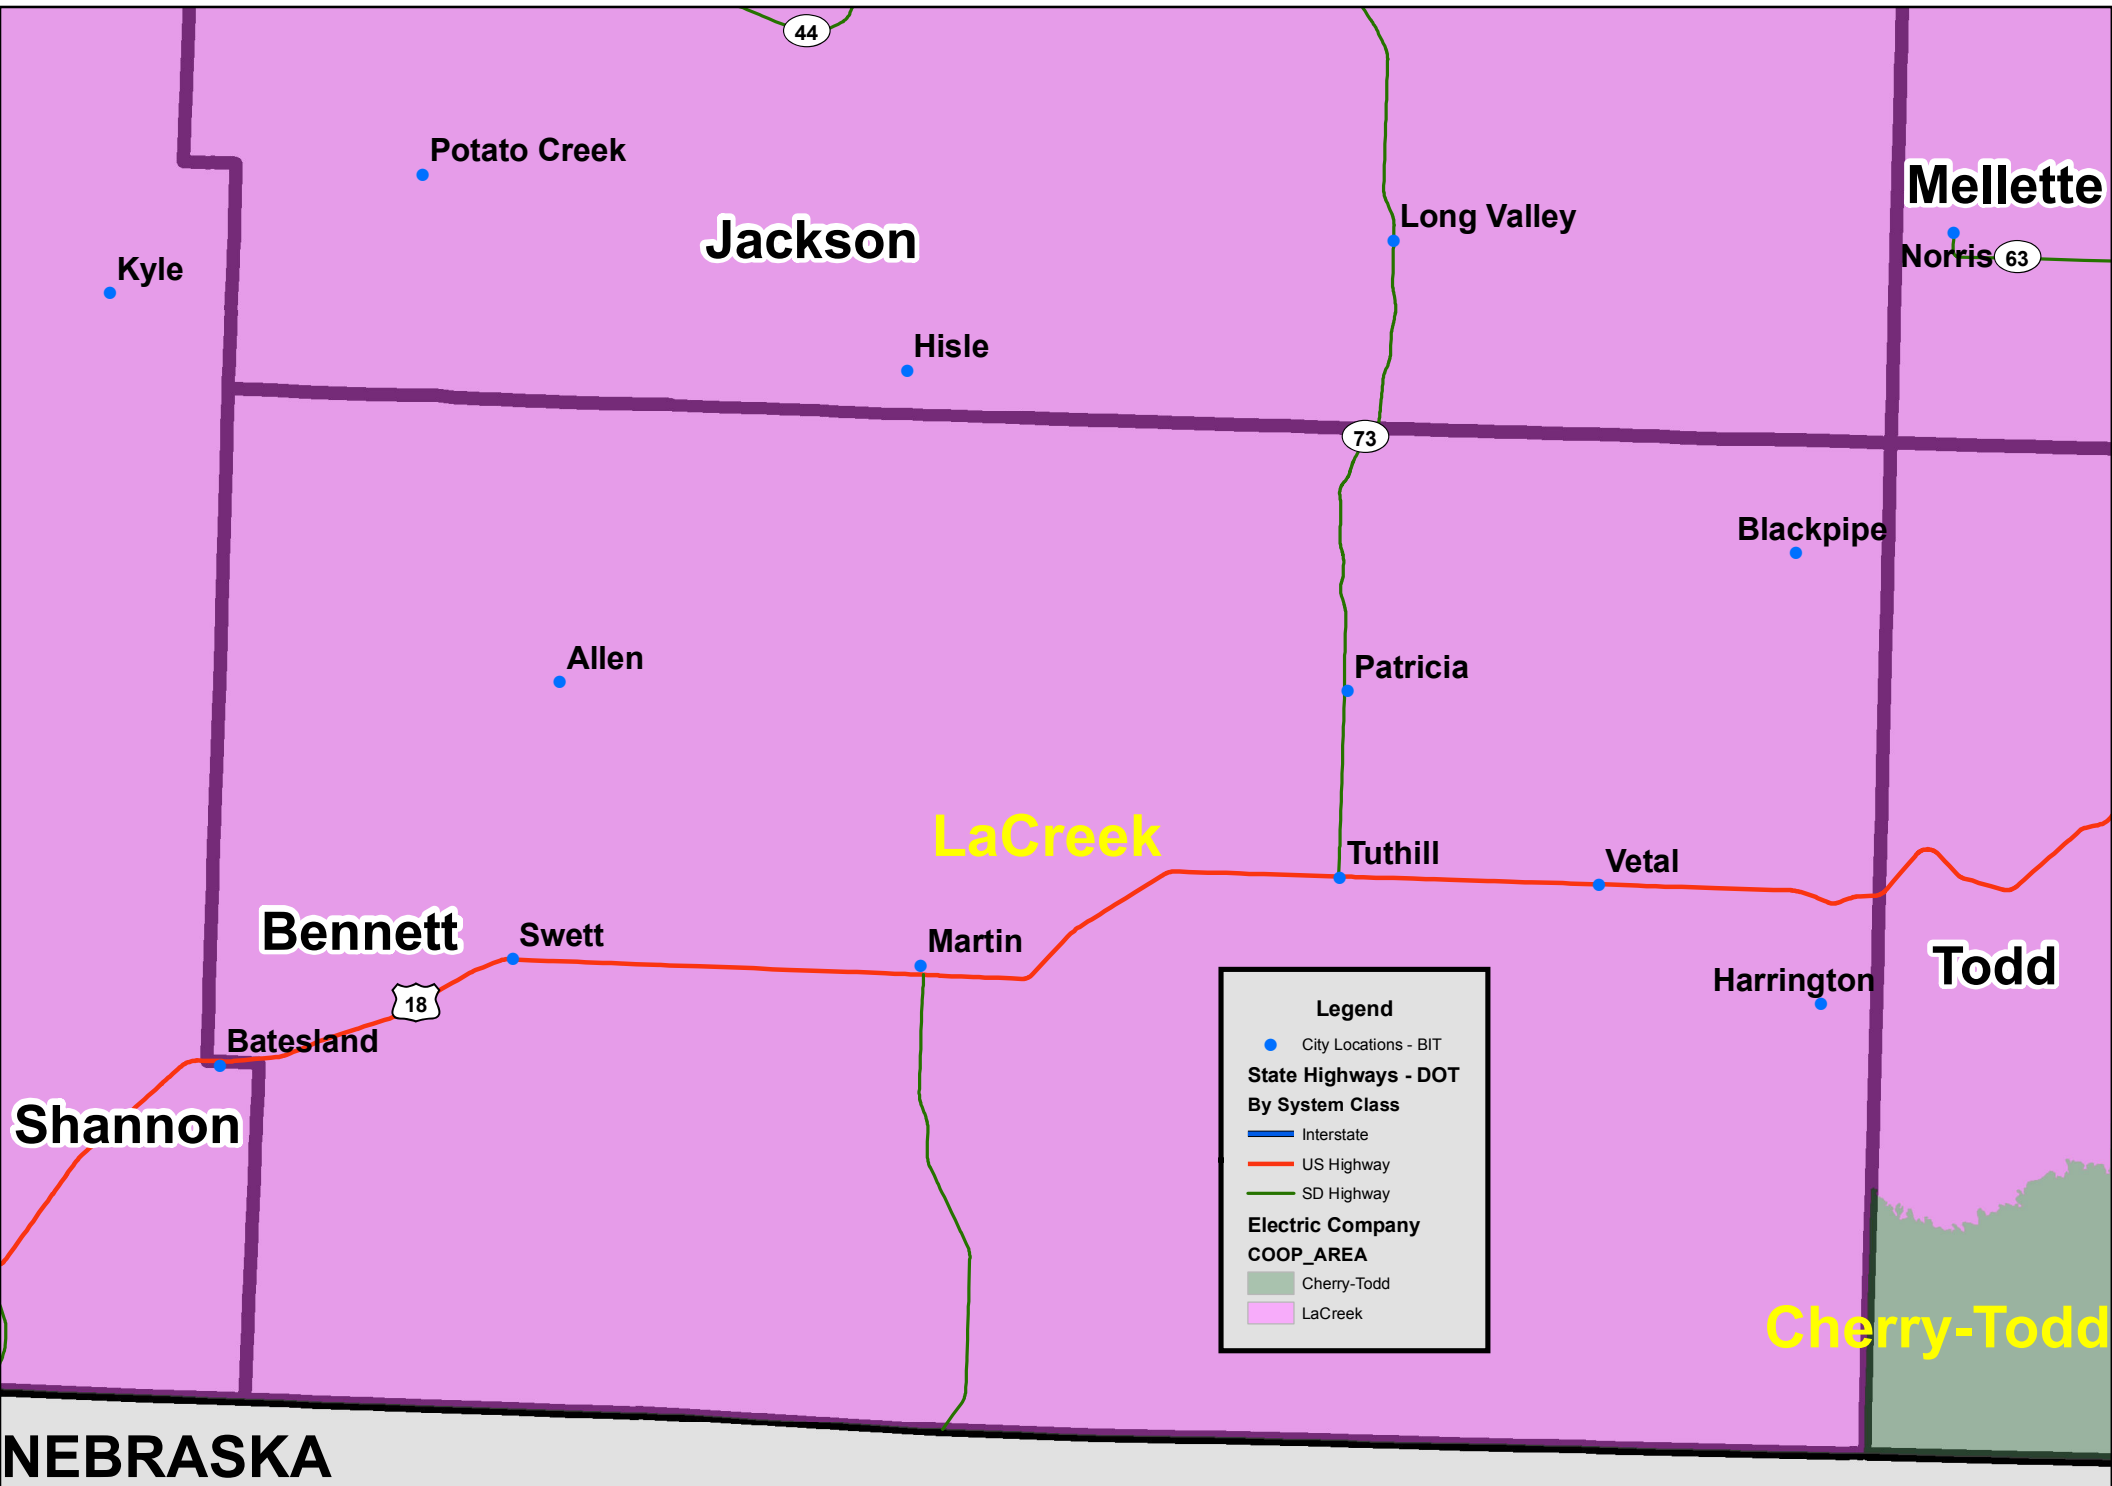 44
Potato Creek
Mellette
Long Valley
Jackson
Norris
63
Kyle
Hisle
73
Blackpipe
Allen
Patricia
LaCreek
Tuthill
Vetal
Bennett
Swett
Martin
Todd
Harrington
18
Batesland
Shannon
Legend
City Locations - BIT
State Highways - DOT
By System Class
Interstate
US Highway
SD Highway
Electric Company
COOP_AREA
Cherry-Todd
LaCreek
Cherry-Todd
NEBRASKA